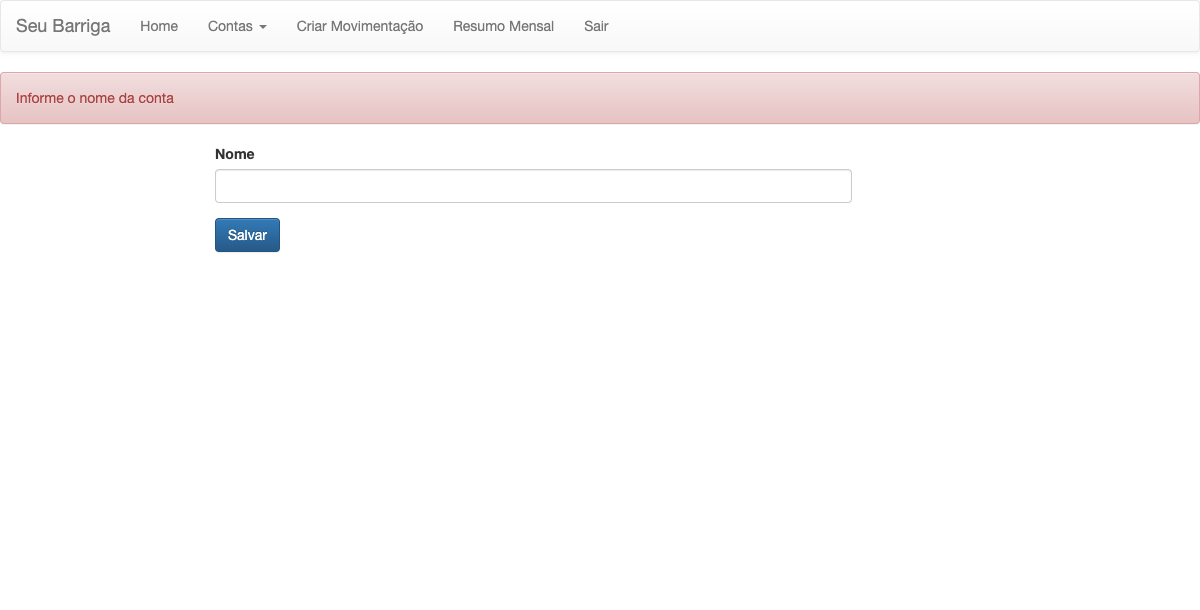 Seu Barriga Home Contas Criar Movimentação Resumo Mensal Sair
Informe o nome da conta
Nome
Salvar